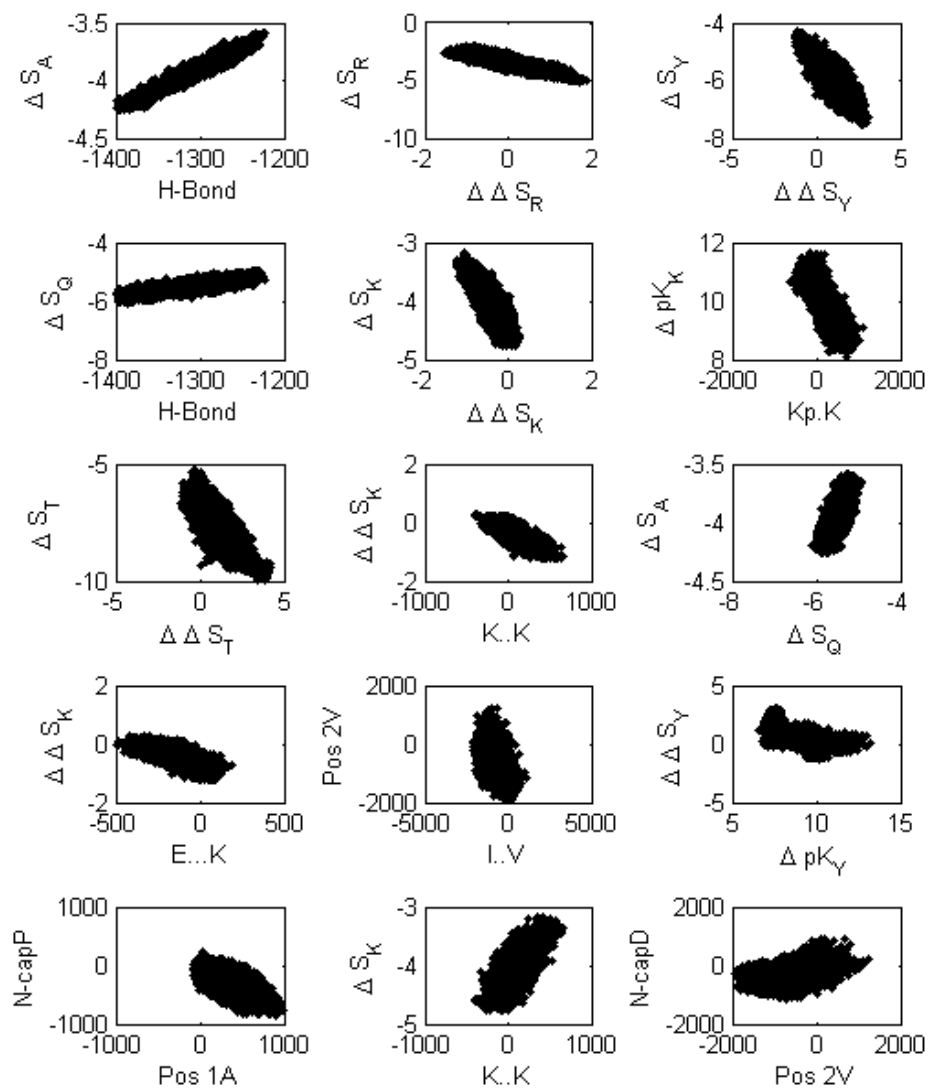 -3.5
Δ S_A
-4
-4.5
-1400 -1300 -1200
H-Bond
0
Δ S_R
-5
-10
-2 0 2
Δ Δ S_R
-4
Δ S_Y
-6
-8
-5 0 5
Δ Δ S_Y
-4
Δ S_Q
-6
-8
-1400 -1300 -1200
H-Bond
-3
Δ S_K
-4
-5
-2 0 2
Δ Δ S_K
12
Δ pK_K
10
8
-2000 0 2000
Kp.K
-5
Δ S_T
-10
-5 0 5
Δ Δ S_T
2
Δ Δ S_K
0
-2
-1000 0 1000
K..K
-3.5
Δ S_A
-4
-4.5
-8 -6 -4
Δ S_Q
2
Δ Δ S_K
0
-2
-500 0 500
E...K
2000
Pos 2V
0
-2000
-5000 0 5000
I..V
5
Δ Δ S_Y
0
-5
5 10 15
Δ pK_Y
1000
N-capP
0
-1000
-1000 0 1000
Pos 1A
-3
Δ S_K
-4
-5
-1000 0 1000
K..K
2000
N-capD
0
-2000
-2000 0 2000
Pos 2V